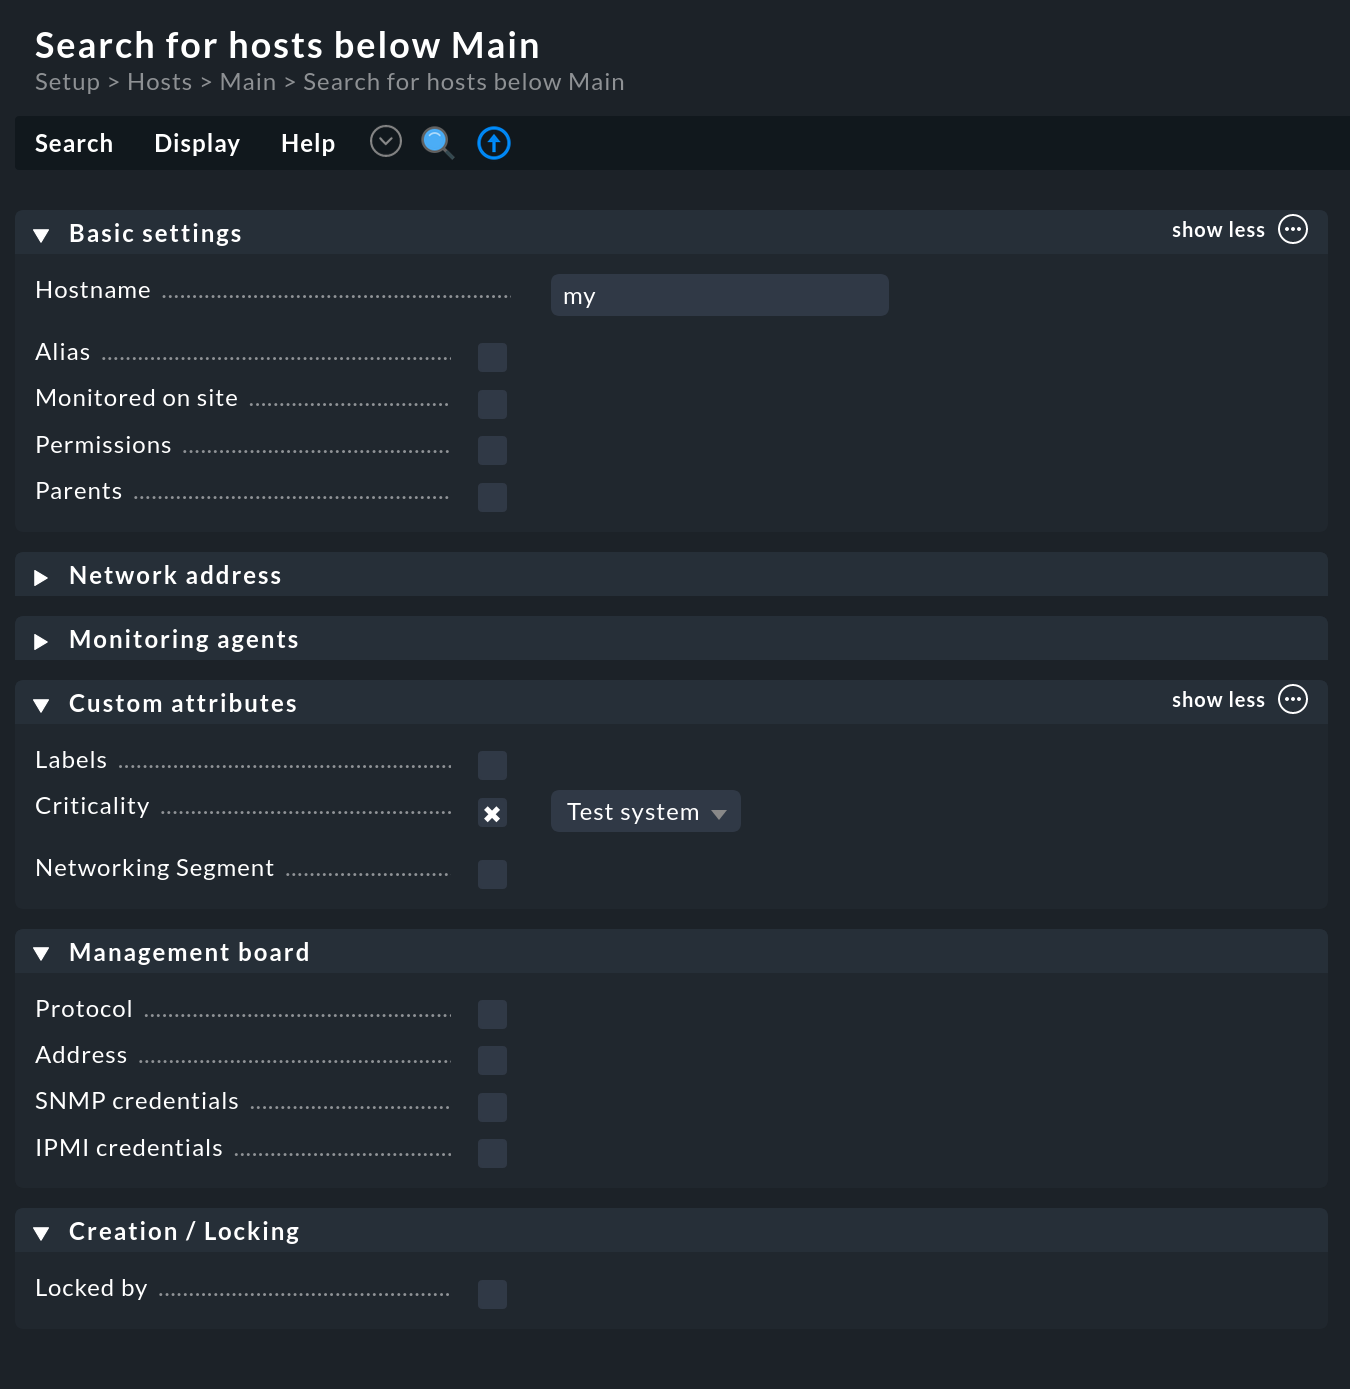 Search for hosts below Main
Setup > Hosts > Main > Search for hosts below Main
Search Display Help
Basic settings show less
Hostname my
Alias
Monitored on site
Permissions
Parents
Network address
Monitoring agents
Custom attributes show less
Labels
Criticality Test system
Networking Segment
Management board
Protocol
Address
SNMP credentials
IPMI credentials
Creation / Locking
Locked by